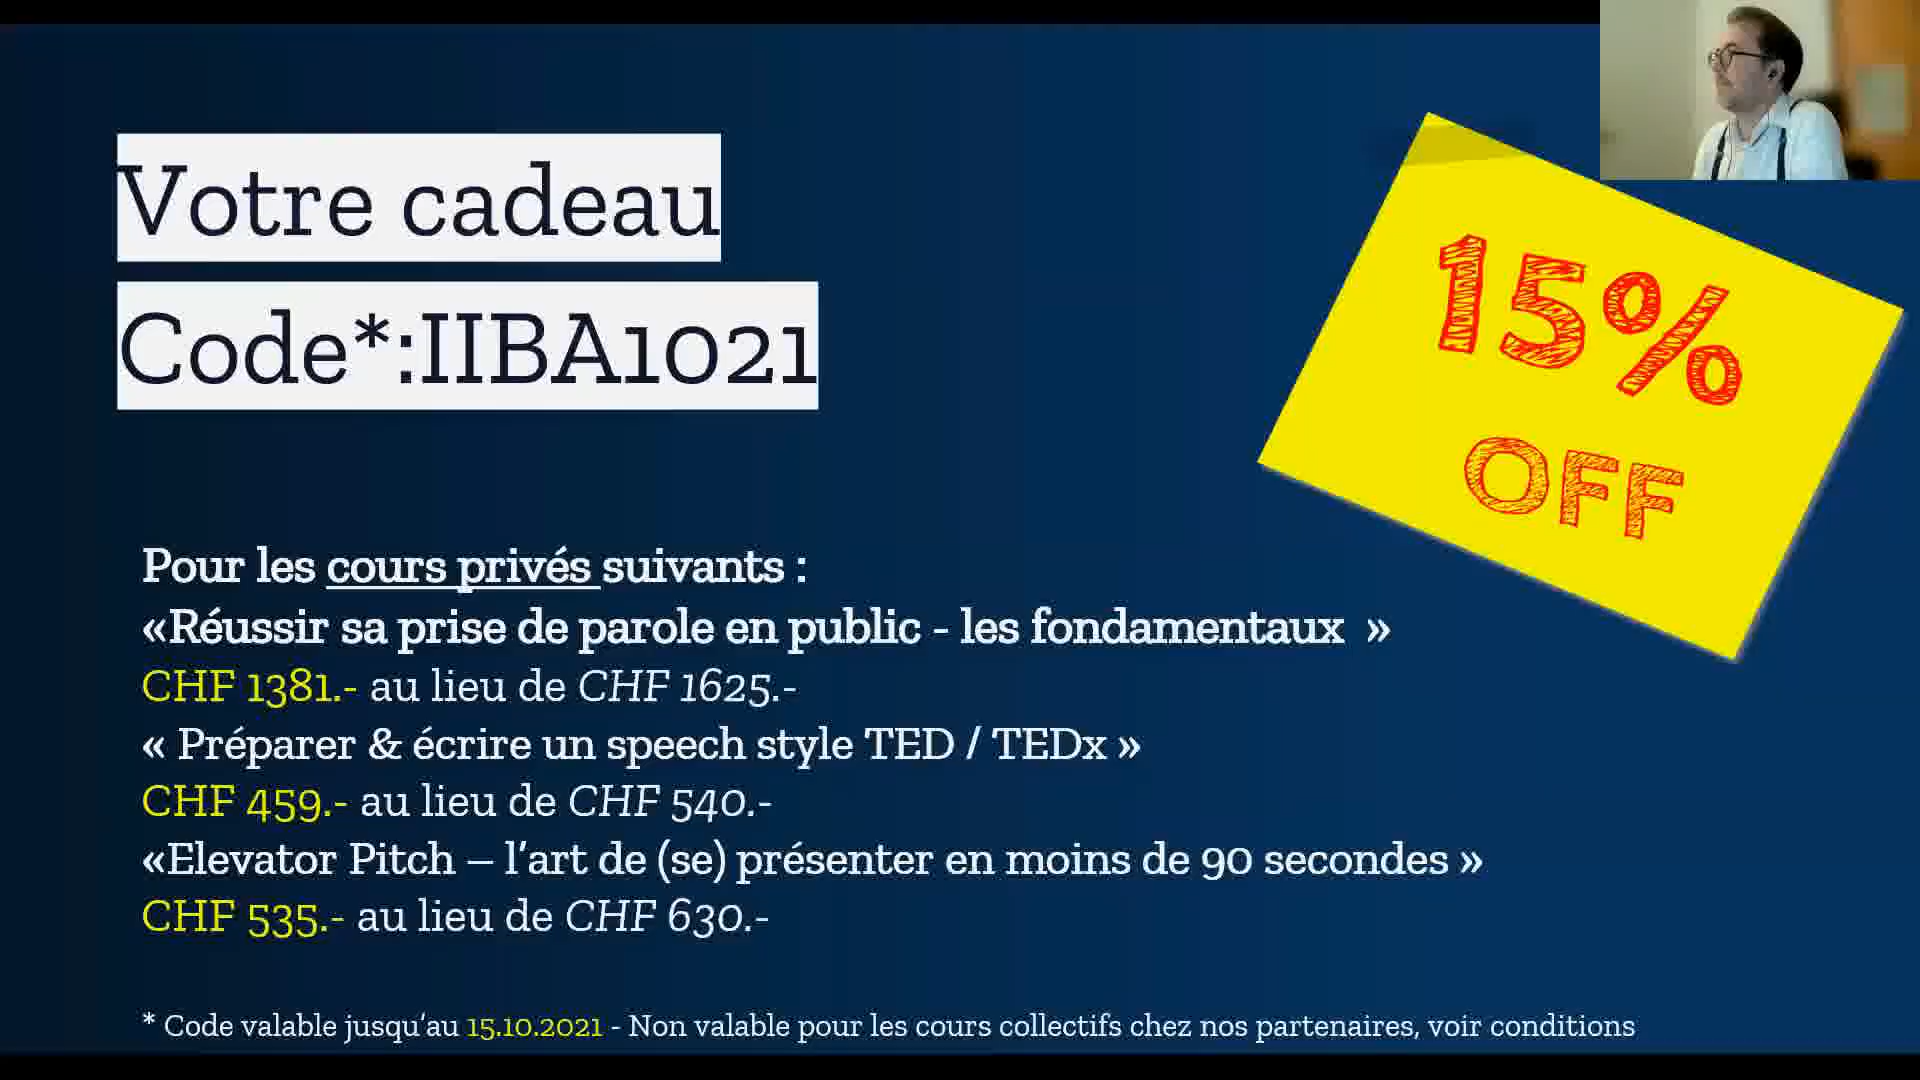 Votre cadeau
Code*:IIBA1021
15%
OFF
Pour les cours privés suivants :
«Réussir sa prise de parole en public - les fondamentaux »
CHF 1381.- au lieu de CHF 1625.-
« Préparer & écrire un speech style TED / TEDx »
CHF 459.- au lieu de CHF 540.-
«Elevator Pitch – l’art de (se) présenter en moins de 90 secondes »
CHF 535.- au lieu de CHF 630.-
* Code valable jusqu’au 15.10.2021 - Non valable pour les cours collectifs chez nos partenaires, voir conditions